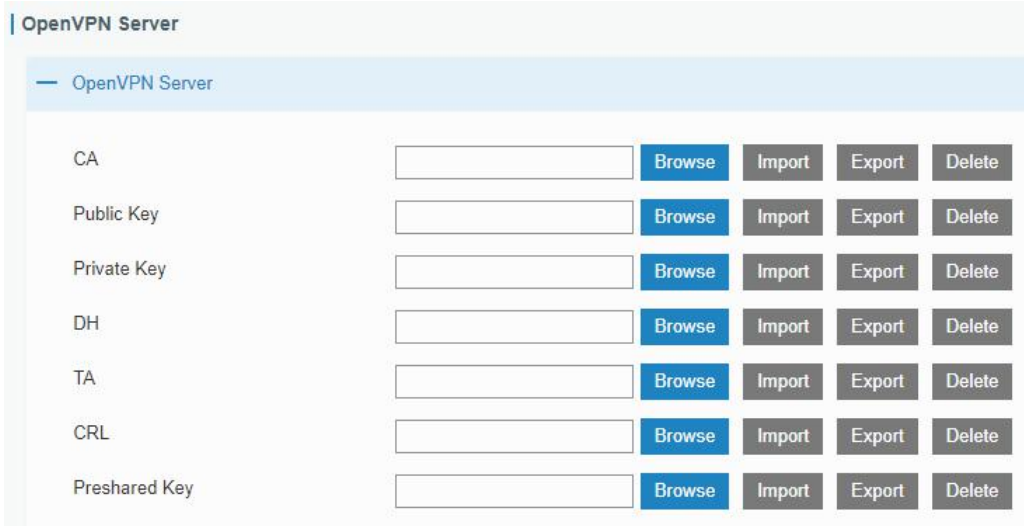 OpenVPN Server
OpenVPN Server
CA Browse Import Export Delete
Public Key Browse Import Export Delete
Private Key Browse Import Export Delete
DH Browse Import Export Delete
TA Browse Import Export Delete
CRL Browse Import Export Delete
Preshared Key Browse Import Export Delete